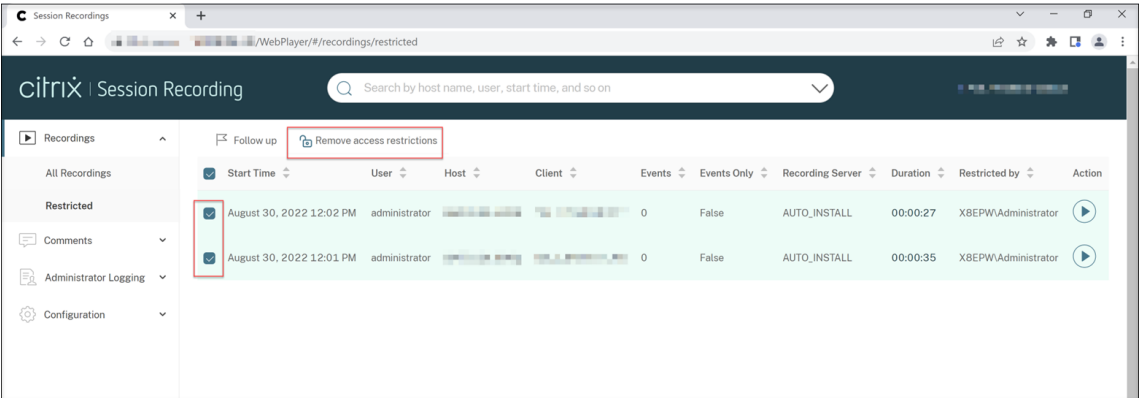 Session Recordings
/WebPlayer/#/recordings/restricted
citrix | Session Recording
Search by host name, user, start time, and so on
Recordings
Follow up
Remove access restrictions
All Recordings
Start Time User Host Client Events Events Only Recording Server Duration Restricted by Action
Restricted
August 30, 2022 12:02 PM administrator 0 False AUTO_INSTALL 00:00:27 X8EPW\Administrator
Comments
August 30, 2022 12:01 PM administrator 0 False AUTO_INSTALL 00:00:35 X8EPW\Administrator
Administrator Logging
Configuration